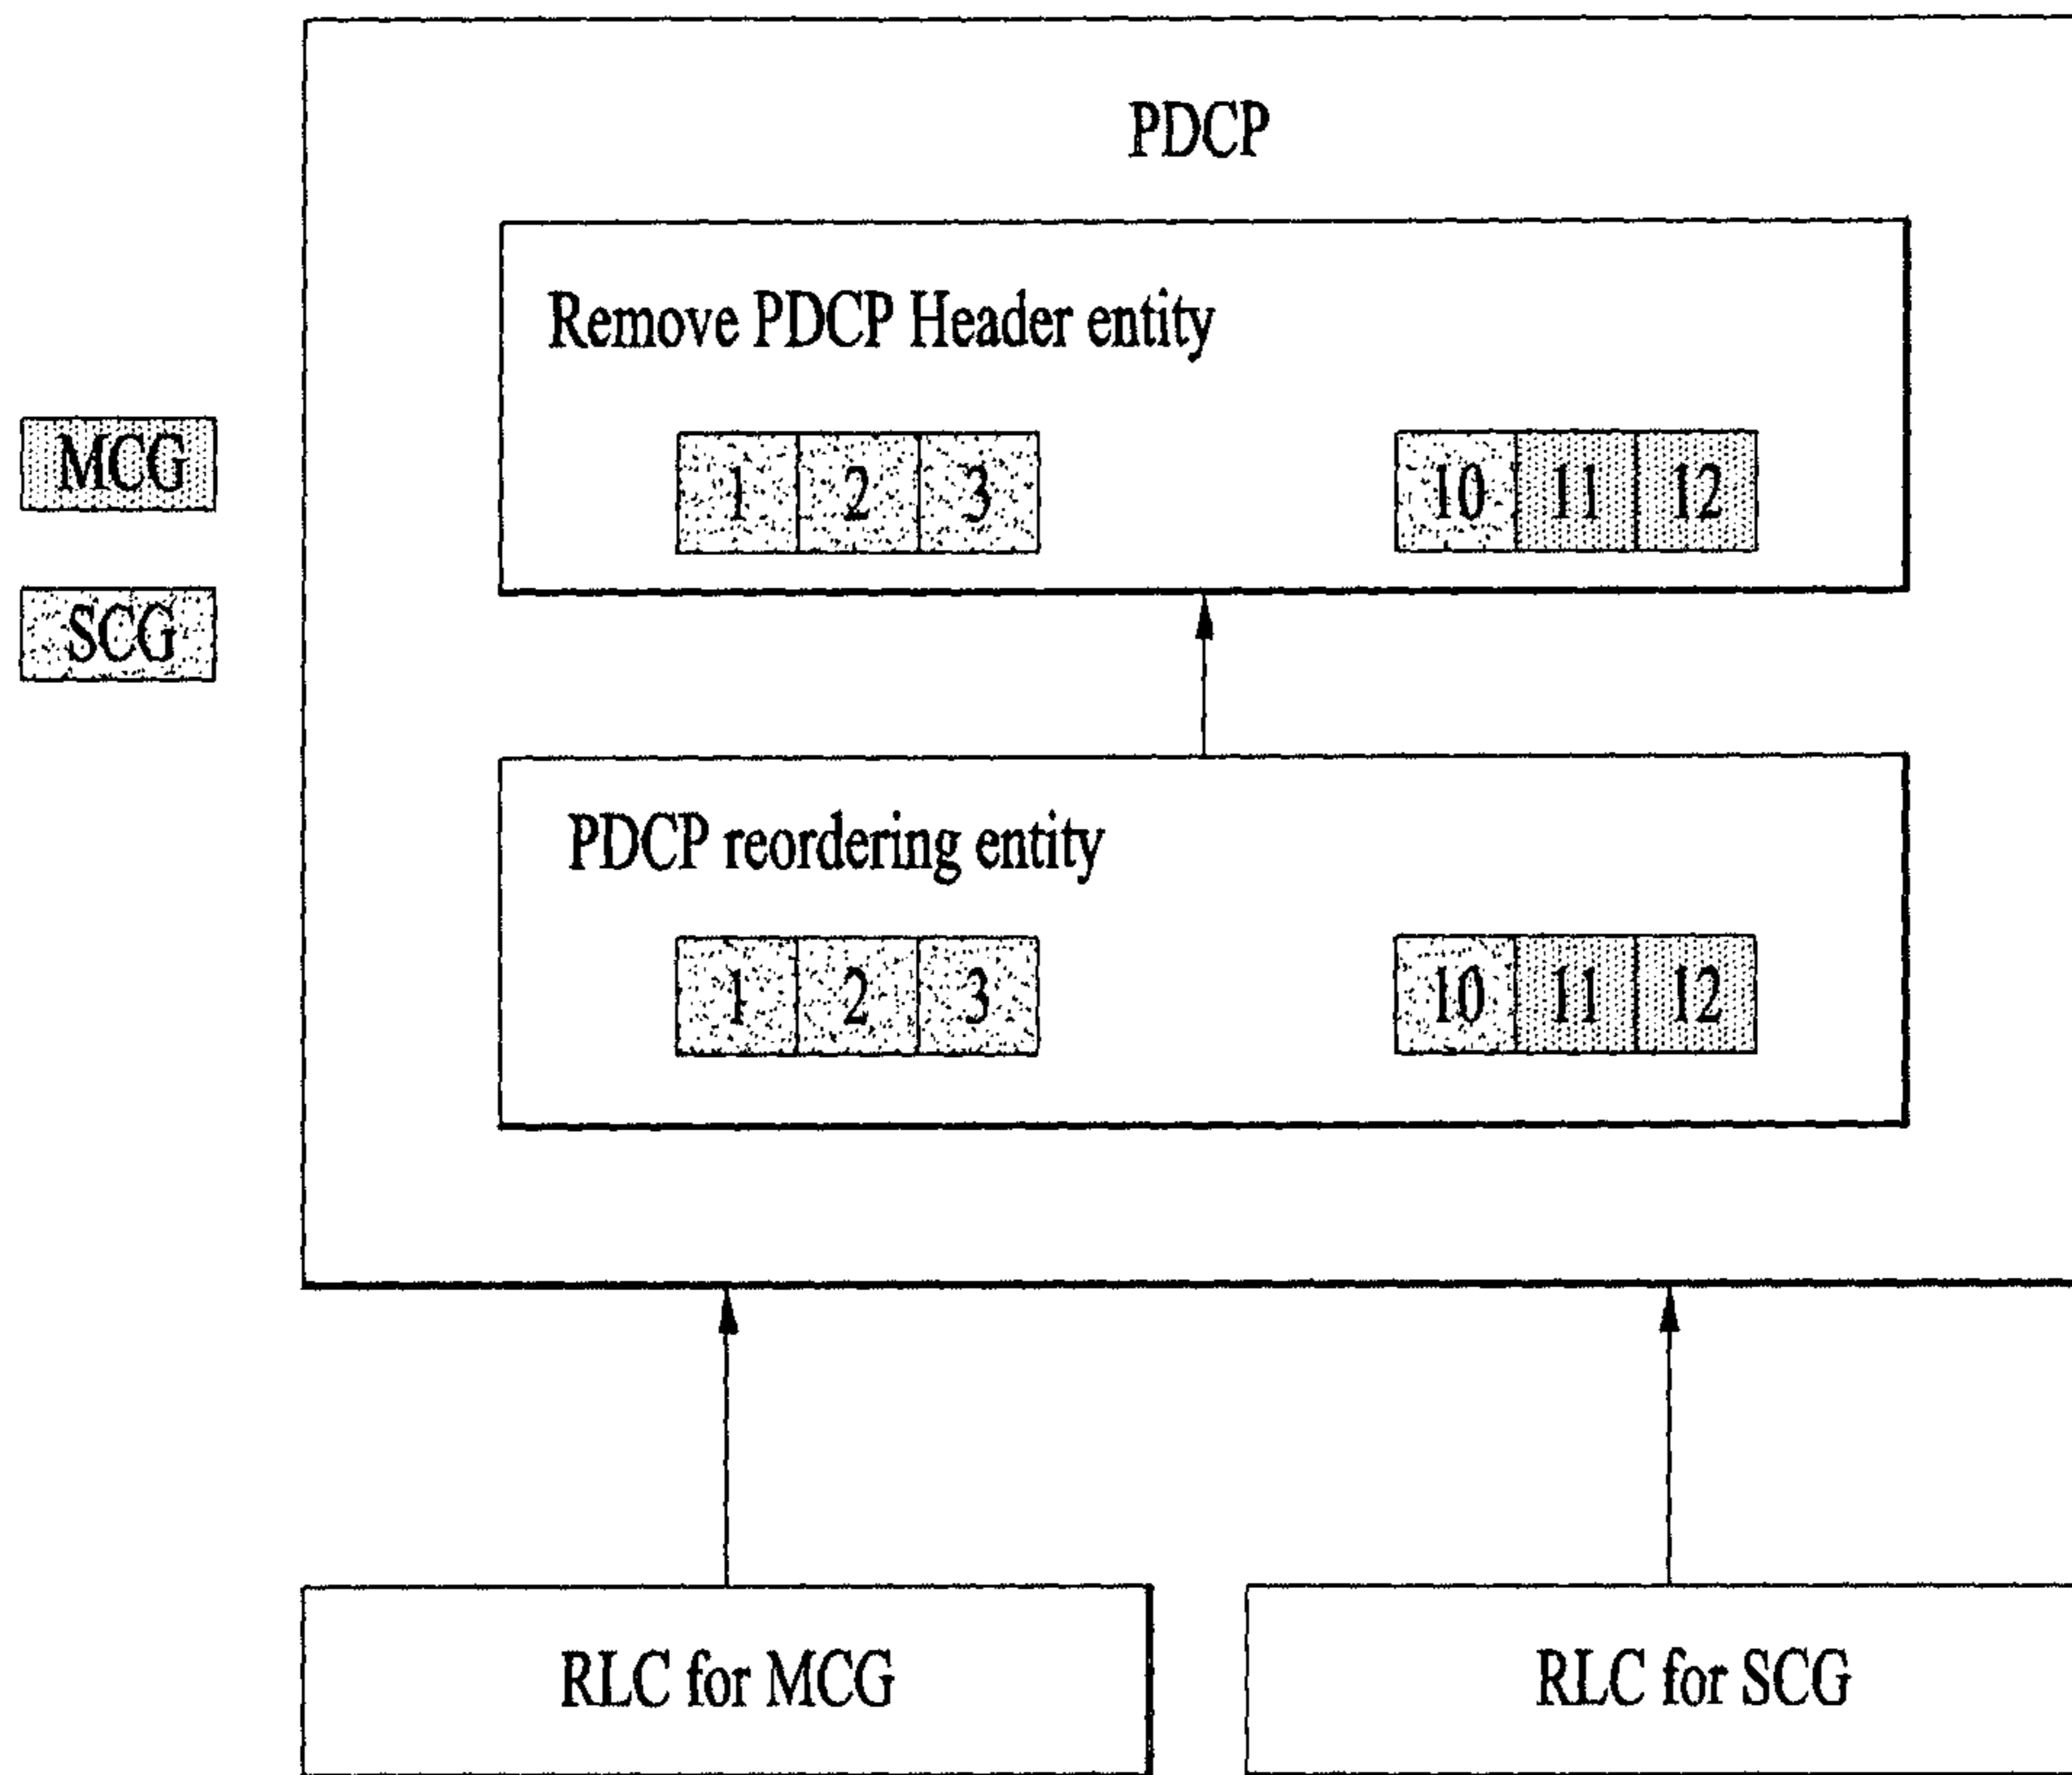 PDCP
Remove PDCP Header entity
MCG
1 2 3 10 11 12
SCG
PDCP reordering entity
1 2 3 10 11 12
RLC for MCG
RLC for SCG